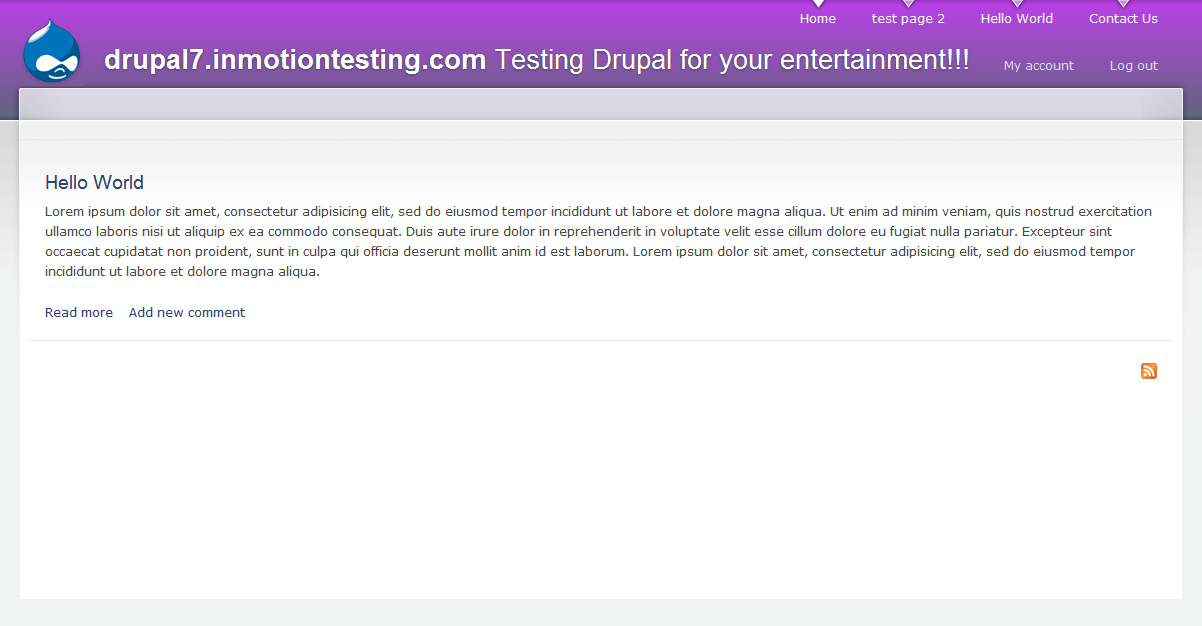 Home test page 2 Hello World Contact Us
drupal7.inmotiontesting.com Testing Drupal for your entertainment!!!
My account Log out
Hello World
Lorem ipsum dolor sit amet, consectetur adipisicing elit, sed do eiusmod tempor incididunt ut labore et dolore magna aliqua. Ut enim ad minim veniam, quis nostrud exercitation
ullamco laboris nisi ut aliquip ex ea commodo consequat. Duis aute irure dolor in reprehenderit in voluptate velit esse cillum dolore eu fugiat nulla pariatur. Excepteur sint
occaecat cupidatat non proident, sunt in culpa qui officia deserunt mollit anim id est laborum. Lorem ipsum dolor sit amet, consectetur adipisicing elit, sed do eiusmod tempor
incididunt ut labore et dolore magna aliqua.
Read more Add new comment